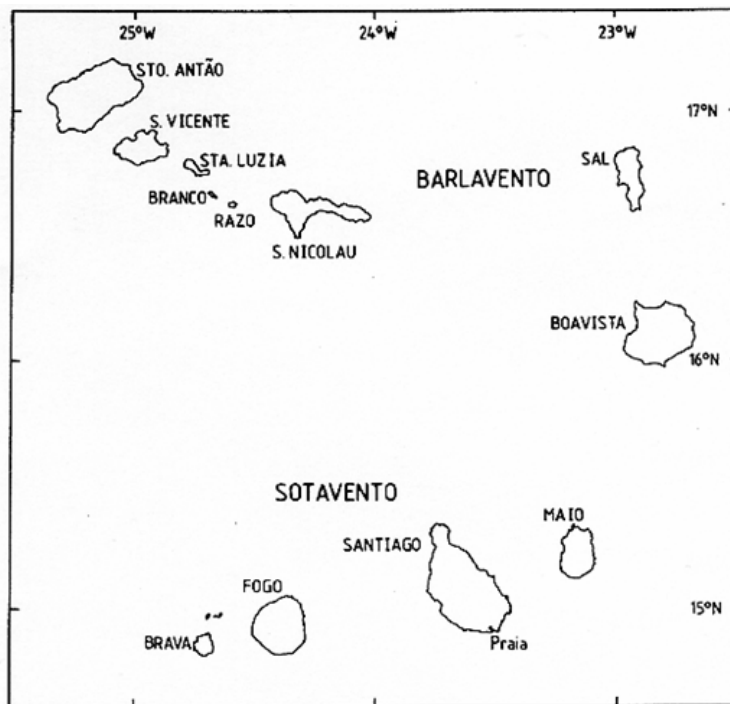 25°W 24°W 23°W
STO. ANTÃO
17°N
S. VICENTE
STA. LUZIA
SAL
BARLAVENTO
BRANCO
RAZO
S. NICOLAU
BOAVISTA
16°N
SOTAVENTO
MAIO
SANTIAGO
FOGO
15°N
BRAVA
Praia